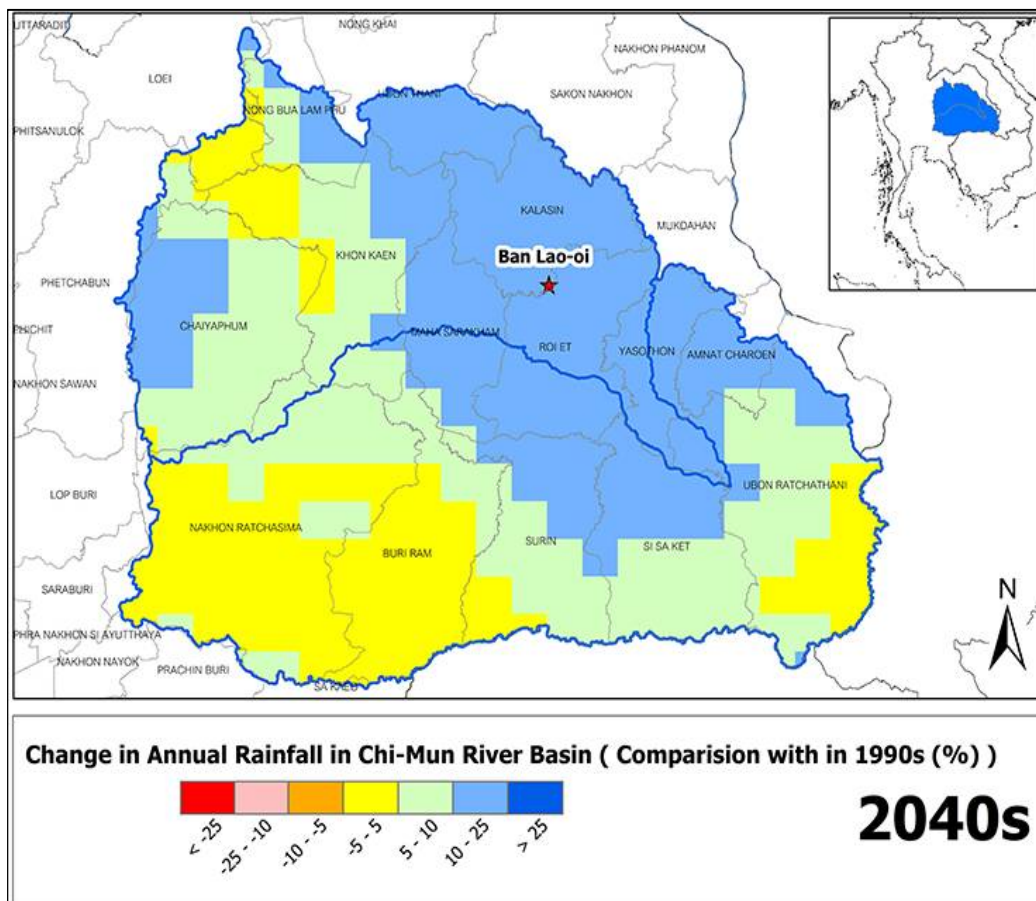 UTTARADIT
NONG KHAI
LOEI
NAKHON PHANOM
UDON THANI
SAKON NAKHON
NONG BUA LAM PHU
PHITSANULOK
KALASIN
MUKDAHAN
KHON KAEN
Ban Lao-oi
PHETCHABUN
CHAIYAPHUM
PHICHIT
MAHA SARAKHAM
ROI ET
YASOTHON
AMNAT CHAROEN
NAKHON SAWAN
LOP BURI
UBON RATCHATHANI
NAKHON RATCHASIMA
BURI RAM
SURIN
SI SA KET
SARABURI
N
PHRA NAKHON SI AYUTTHAYA
NAKHON NAYOK
PRACHIN BURI
SA KAEO
Change in Annual Rainfall in Chi-Mun River Basin ( Comparision with in 1990s (%) )
< -25
-25 - -10
-10 - -5
-5 - 5
5 - 10
10 - 25
> 25
2040s